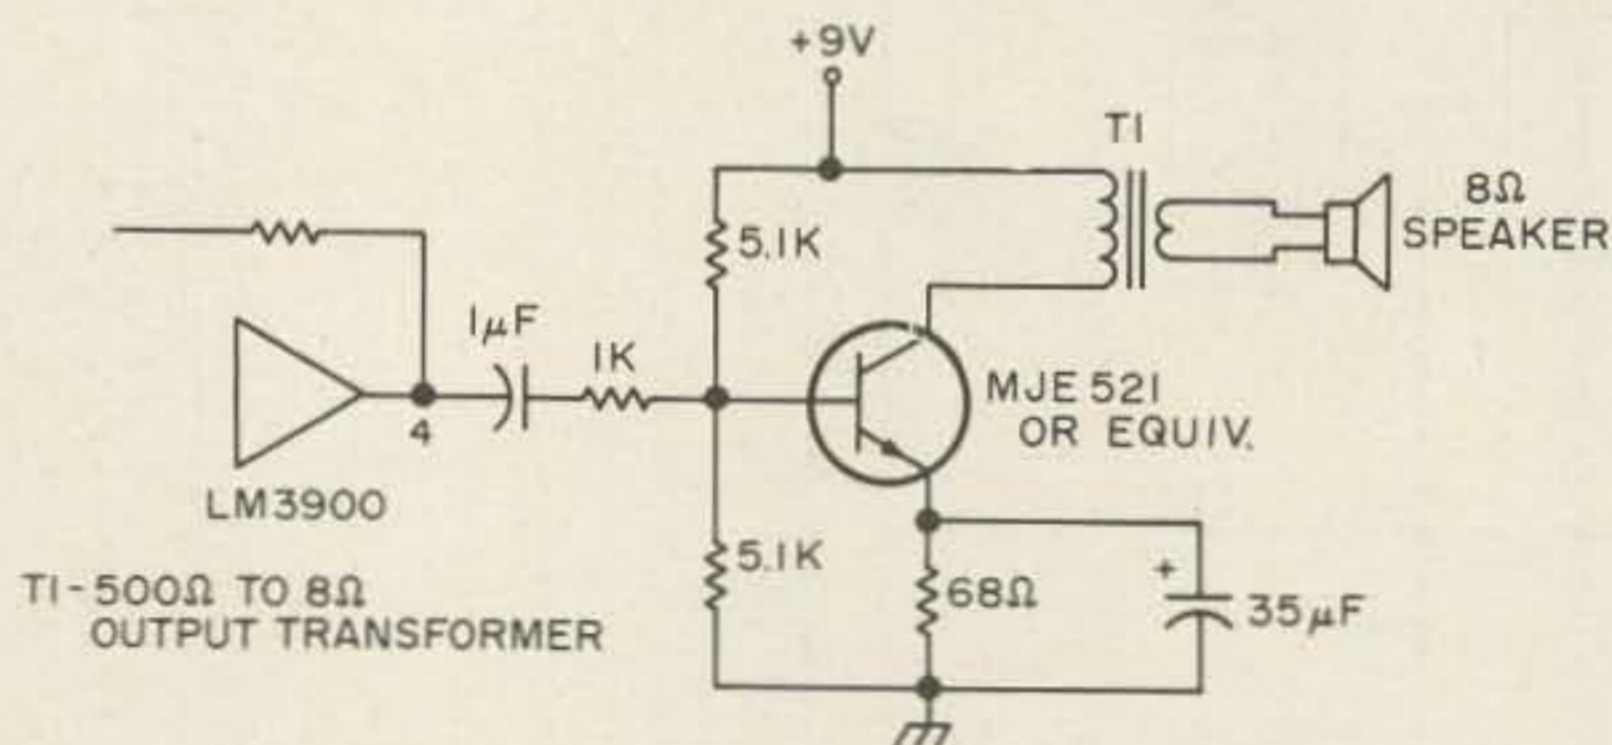 +9V
T1
8Ω
SPEAKER
5.1K
1µF
1K
4
MJE 521
OR EQUIV.
LM3900
5.1K
T1-500Ω TO 8Ω
OUTPUT TRANSFORMER
68Ω
+
35µF